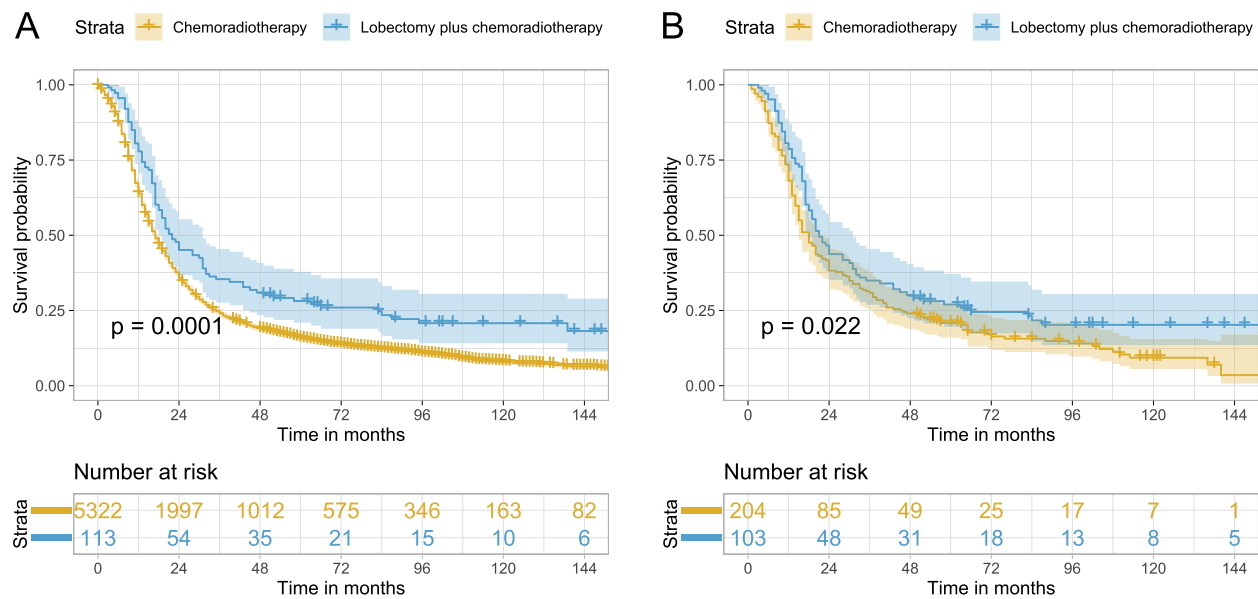 A
Strata Chemoradiotherapy Lobectomy plus chemoradiotherapy
Survival probability
1.00
0.75
0.50
0.25
0.00
p = 0.0001
0 24 48 72 96 120 144
Time in months
Number at risk
Strata
5322 1997 1012 575 346 163 82
113 54 35 21 15 10 6
0 24 48 72 96 120 144
Time in months
B
Strata Chemoradiotherapy Lobectomy plus chemoradiotherapy
Survival probability
1.00
0.75
0.50
0.25
0.00
p = 0.022
0 24 48 72 96 120 144
Time in months
Number at risk
Strata
204 85 49 25 17 7 1
103 48 31 18 13 8 5
0 24 48 72 96 120 144
Time in months